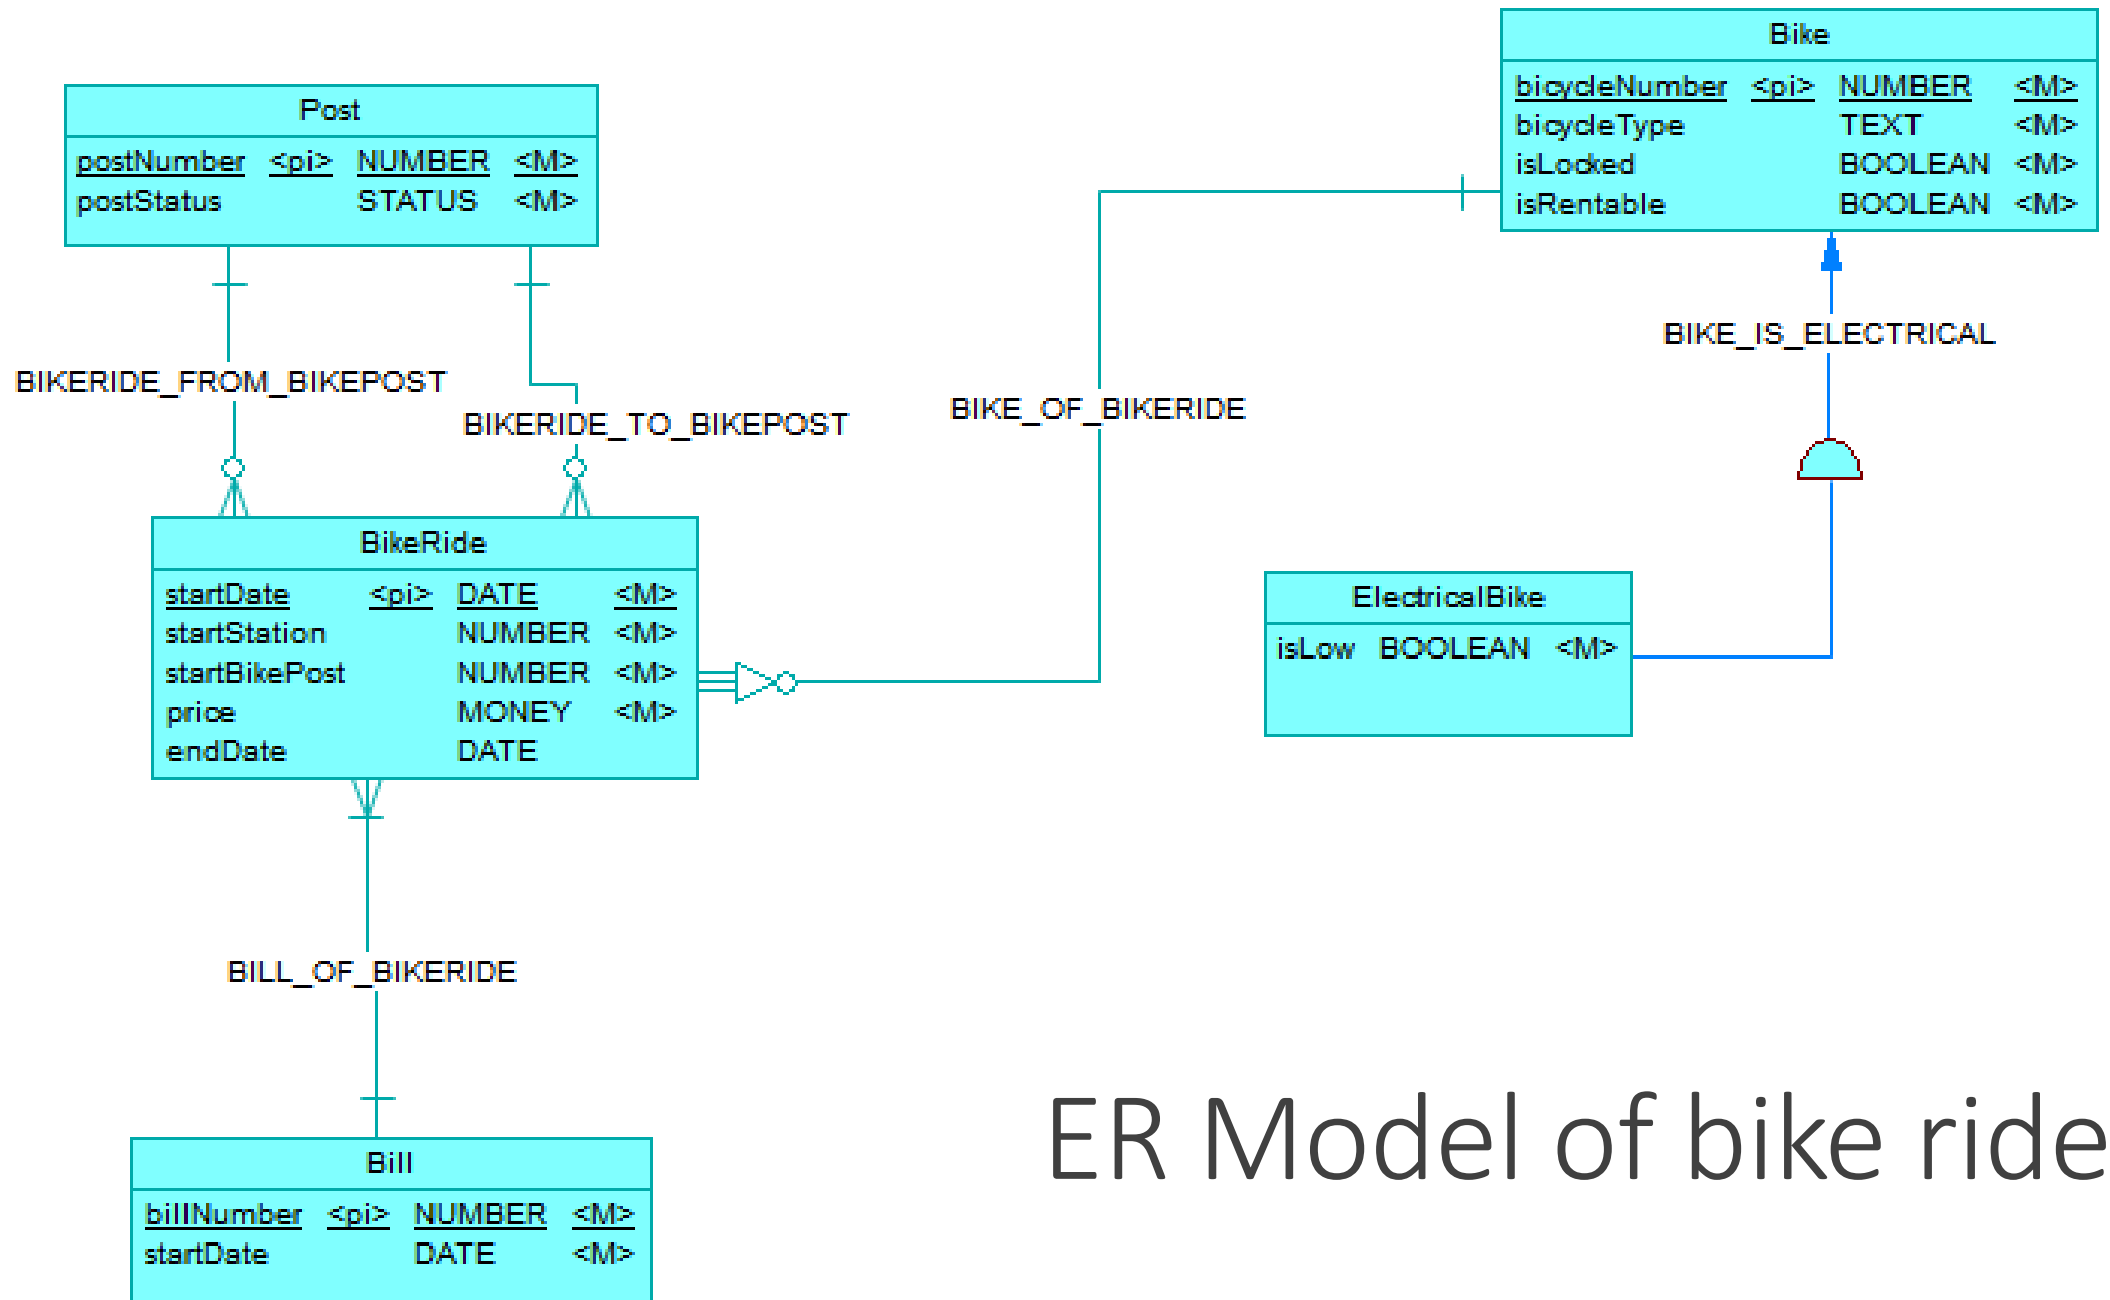 Post
postNumber <pi> NUMBER <M>
postStatus STATUS <M>
Bike
bicycleNumber <pi> NUMBER <M>
bicycleType TEXT <M>
isLocked BOOLEAN <M>
isRentable BOOLEAN <M>
BIKERIDE_FROM_BIKEPOST
BIKERIDE_TO_BIKEPOST
BIKE_OF_BIKERIDE
BIKE_IS_ELECTRICAL
BikeRide
startDate <pi> DATE <M>
startStation NUMBER <M>
startBikePost NUMBER <M>
price MONEY <M>
endDate DATE
ElectricalBike
isLow BOOLEAN <M>
BILL_OF_BIKERIDE
Bill
billNumber <pi> NUMBER <M>
startDate DATE <M>
ER Model of bike ride